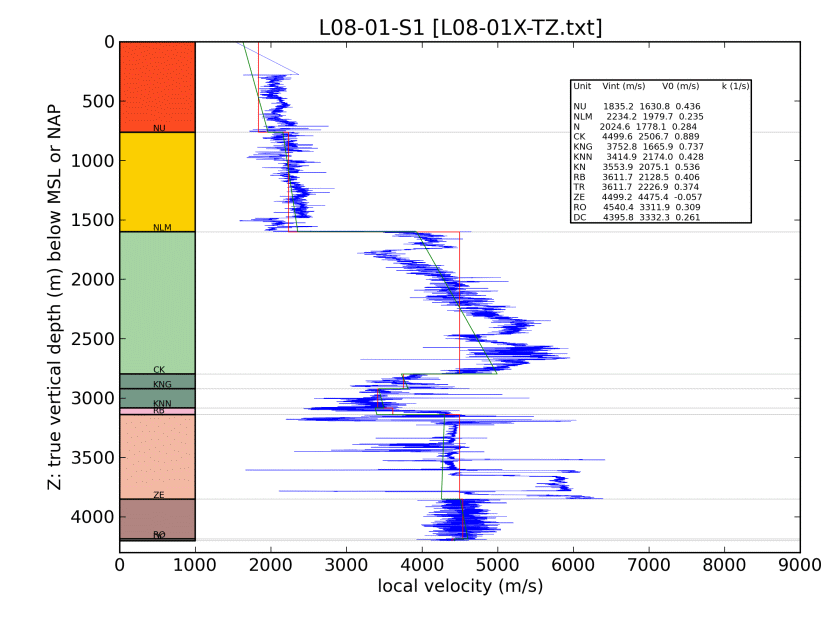 L08-01-S1 [L08-01X-TZ.txt]
Z: true vertical depth (m) below MSL or NAP
0
500
1000
1500
2000
2500
3000
3500
4000
NU
NLM
CK
KNG
KNN
RB
ZE
RO
Unit Vint (m/s) V0 (m/s) k (1/s)
NU 1835.2 1630.8 0.436
NLM 2234.2 1979.7 0.235
N 2024.6 1778.1 0.284
CK 4499.6 2506.7 0.889
KNG 3752.8 1665.9 0.737
KNN 3414.9 2174.0 0.428
KN 3553.9 2075.1 0.536
RB 3611.7 2128.5 0.406
TR 3611.7 2226.9 0.374
ZE 4499.2 4475.4 -0.057
RO 4540.4 3311.9 0.309
DC 4395.8 3332.3 0.261
0 1000 2000 3000 4000 5000 6000 7000 8000 9000
local velocity (m/s)